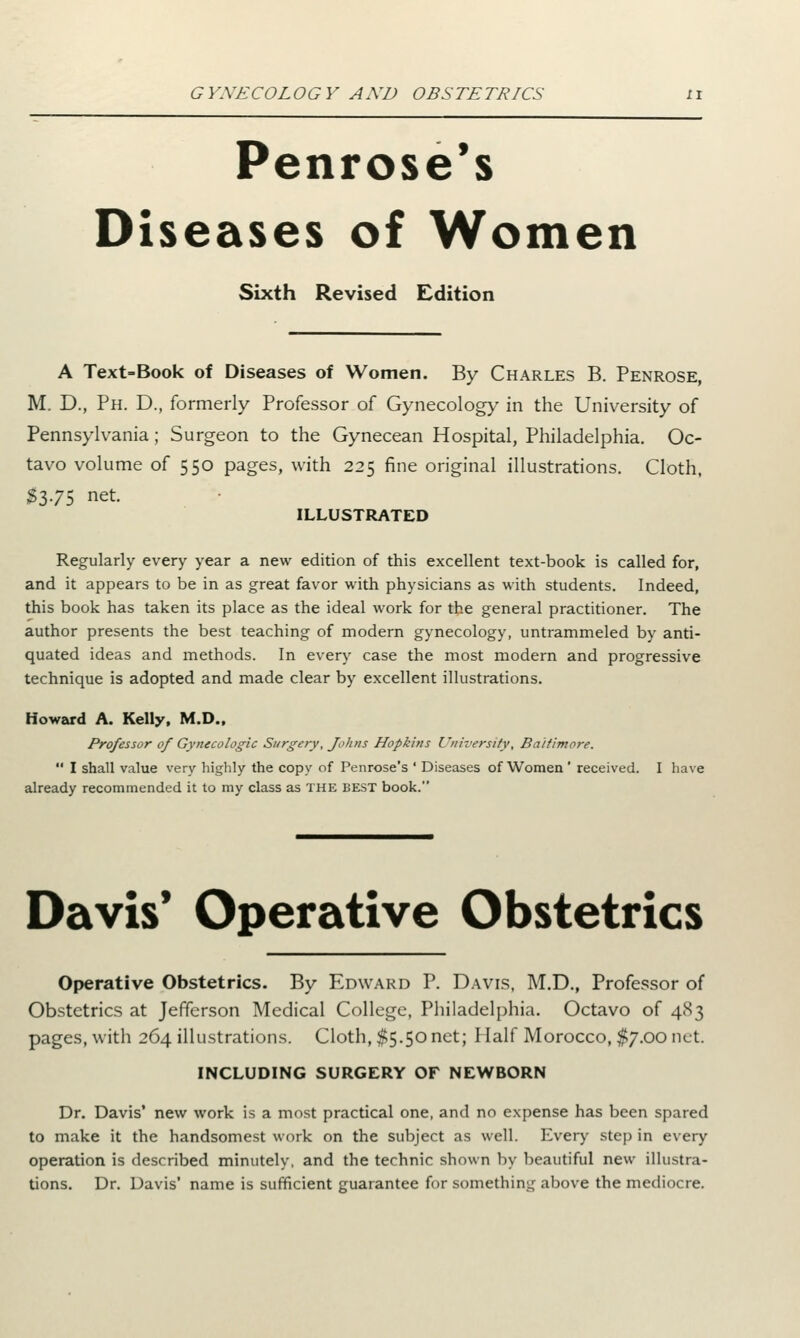 GYNECOLOGY AND OBSTETRICS 11
Penrose's
Diseases of Women
Sixth Revised Edition
A Text=Book of Diseases of Women. By CHARLES B. PENROSE,
M. D., PH. D., formerly Professor of Gynecology in the University of
Pennsylvania; Surgeon to the Gynecean Hospital, Philadelphia. Oc-
tavo volume of 550 pages, with 225 fine original illustrations. Cloth,
$3.75 net.
ILLUSTRATED
Regularly every year a new edition of this excellent text-book is called for,
and it appears to be in as great favor with physicians as with students. Indeed,
this book has taken its place as the ideal work for the general practitioner. The
author presents the best teaching of modern gynecology, untrammeled by anti-
quated ideas and methods. In every case the most modern and progressive
technique is adopted and made clear by excellent illustrations.
Howard A. Kelly, M.D.,
Professor of Gynecologic Surgery, Johns Hopkins University, Baltimore.
" I shall value very highly the copy of Penrose's ' Diseases of Women ' received. I have
already recommended it to my class as THE BEST book."
Davis' Operative Obstetrics
Operative Obstetrics. By EDWARD P. DAVIS, M.D., Professor of
Obstetrics at Jefferson Medical College, Philadelphia. Octavo of 483
pages, with 264 illustrations. Cloth, $5.50 net; Half Morocco, $7.00 net.
INCLUDING SURGERY OF NEWBORN
Dr. Davis' new work is a most practical one, and no expense has been spared
to make it the handsomest work on the subject as well. Every step in every
operation is described minutely, and the technic shown by beautiful new illustra-
tions. Dr. Davis' name is sufficient guarantee for something above the mediocre.